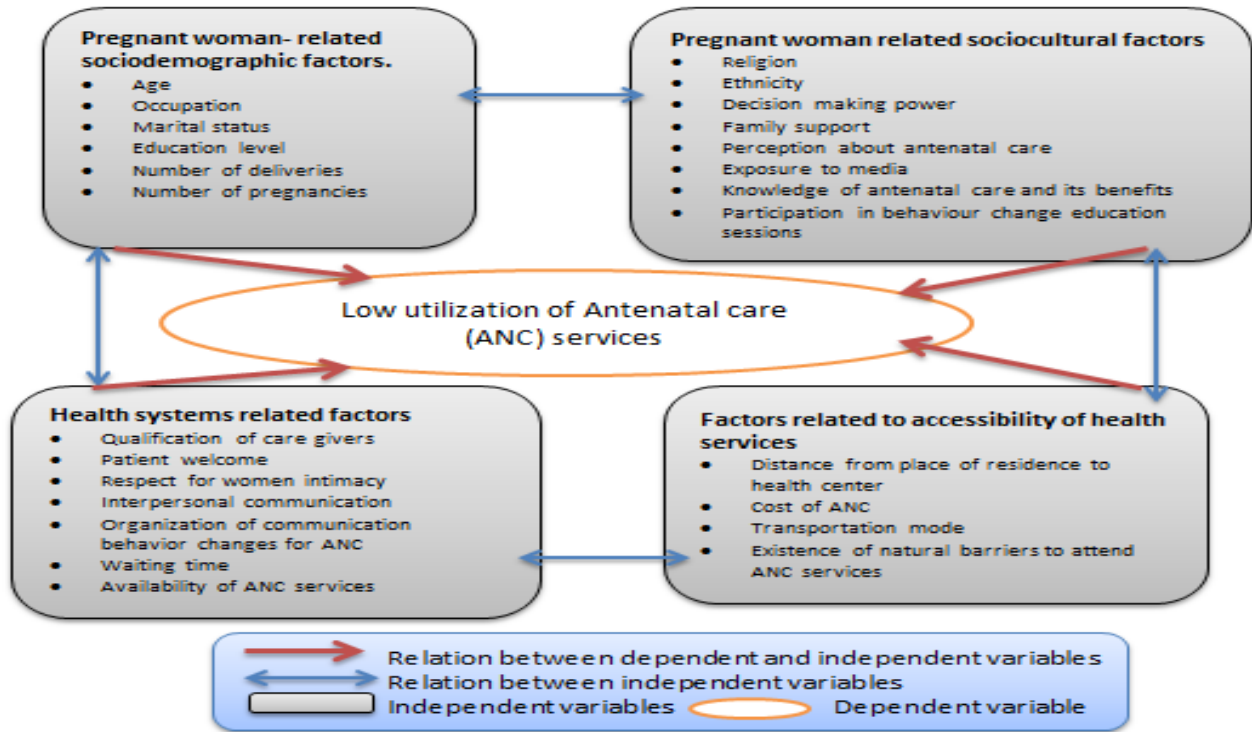 Pregnant woman- related
sociodemographic factors.
• Age
• Occupation
• Marital status
• Education level
• Number of deliveries
• Number of pregnancies
Pregnant woman related sociocultural factors
• Religion
• Ethnicity
• Decision making power
• Family support
• Perception about antenatal care
• Exposure to media
• Knowledge of antenatal care and its benefits
• Participation in behaviour change education
sessions
Low utilization of Antenatal care
(ANC) services
Health systems related factors
• Qualification of care givers
• Patient welcome
• Respect for women intimacy
• Interpersonal communication
• Organization of communication
behavior changes for ANC
• Waiting time
• Availability of ANC services
Factors related to accessibility of health
services
• Distance from place of residence to
health center
• Cost of ANC
• Transportation mode
• Existence of natural barriers to attend
ANC services
Relation between dependent and independent variables
Relation between independent variables
Independent variables
Dependent variable